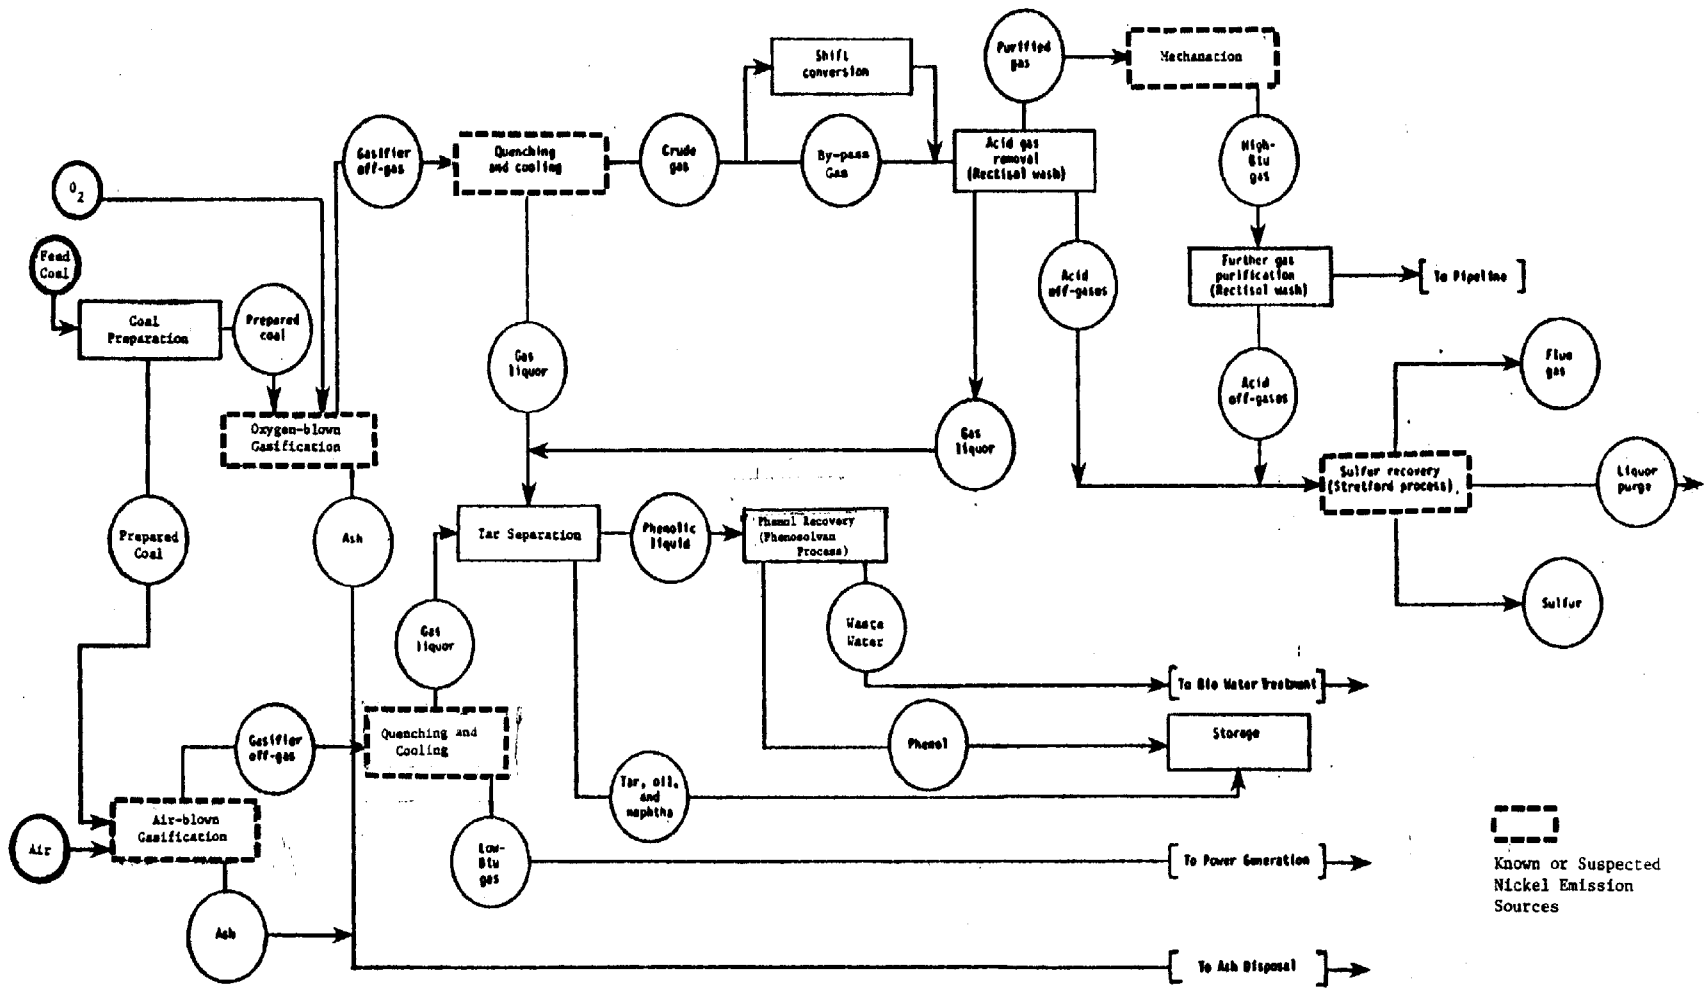 Shift
conversion
Purified
gas
Mechanation
Gasifier
off-gas
Quenching
and cooling
Crude
gas
By-pass
Gas
Acid gas
removal
(Rectisol wash)
High-
Btu
gas
O2
Feed
Coal
Coal
Preparation
Prepared
coal
Acid
off-gases
Further gas
purification
(Rectisol wash)
[To Pipeline]
Gas
liquor
Flue
gas
Acid
off-gases
Oxygen-blown
Gasification
Gas
liquor
Sulfur recovery
(Stretford process)
Liquor
purge
Prepared
Coal
Ash
Tar Separation
Phenolic
liquid
Phenol Recovery
(Phenosolvan
Process)
Sulfur
Gas
liquor
Waste
Water
[To Bio Water Treatment]
Gasifier
off-gas
Quenching and
Cooling
Phenol
Storage
Tar, oil,
and
naphtha
Air-blown
Gasification
Air
Low-
Btu
gas
[To Power Generation]
Known or Suspected
Nickel Emission
Sources
Ash
[To Ash Disposal]